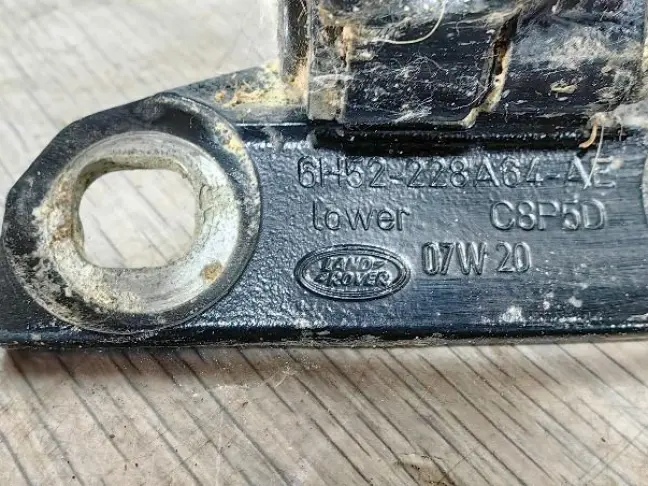 6H52-228A64-AE
lower C8P5D
LAND-
ROVER
07W 20